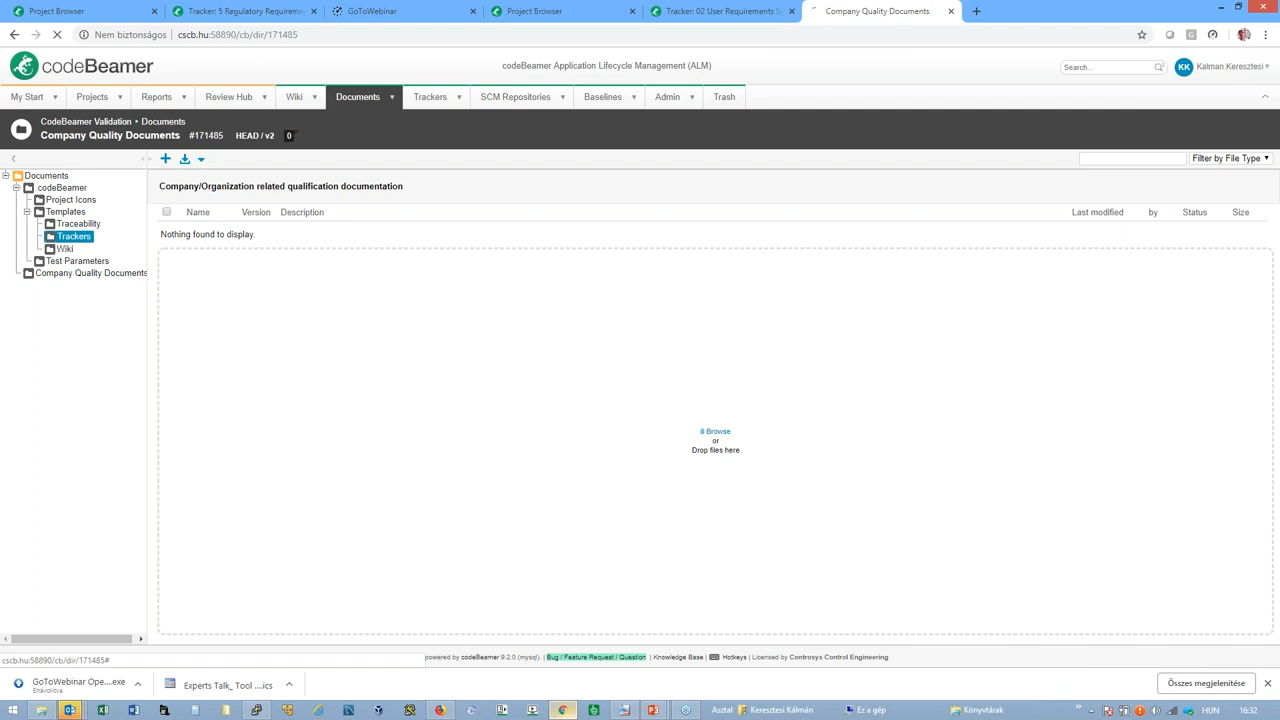 Project Browser
Tracker: 5 Regulatory Requireme
GoToWebinar
Project Browser
Tracker: 02 User Requirements S
Company Quality Documents
Nem biztonságos
cscb.hu:58890/cb/dir/171485
codeBeamer
codeBeamer Application Lifecycle Management (ALM)
Search...
KK
Kalman.Keresztesi
My Start
Projects
Reports
Review Hub
Wiki
Documents
Trackers
SCM Repositories
Baselines
Admin
Trash
CodeBeamer Validation • Documents
Company Quality Documents #171485 HEAD / v2 0
Filter by File Type
Documents
.codeBeamer
Project Icons
Templates
Traceability
Trackers
Wiki
Test Parameters
Company Quality Documents
Company/Organization related qualification documentation
Name Version Description Last modified by Status Size
Nothing found to display.
Browse
or
Drop files here
cscb.hu:58890/cb/dir/171485#
powered by codeBeamer 9.2.0 (mysql). | Bug / Feature Request / Question | Knowledge Base | Hotkeys | Licensed by Controsys Control Engineering
GoToWebinar Ope....exe
Eltávolítva
Experts Talk_ Tool ....ics
Összes megjelenítése
Asztal
Keresztesi Kálmán
Ez a gép
Könyvtárak
»
HUN
16:32